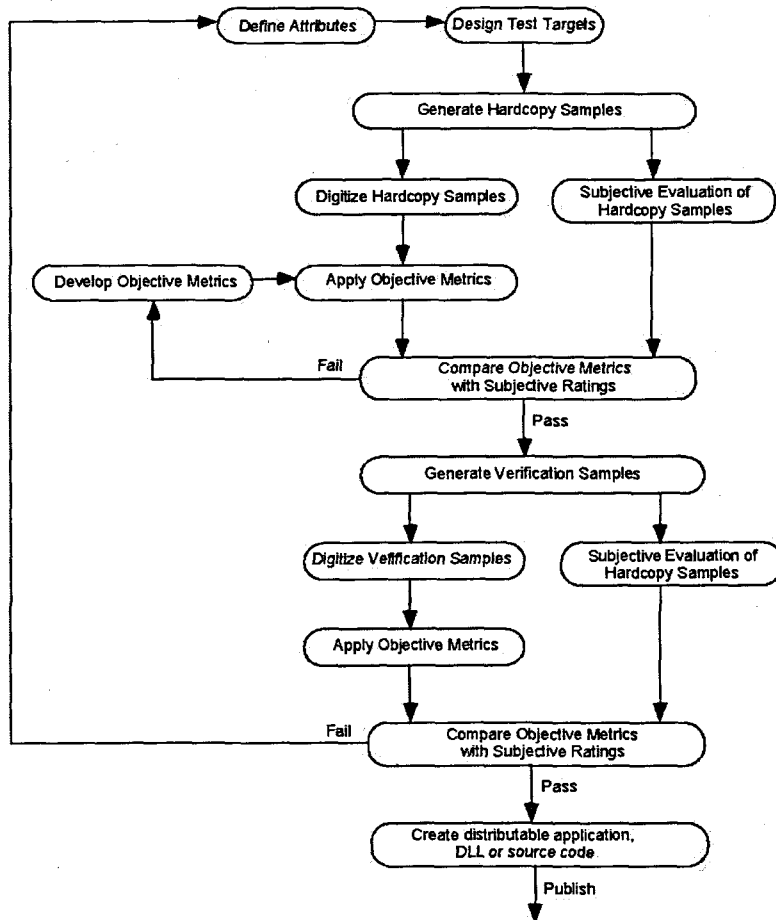 Define Attributes
Design Test Targets
Generate Hardcopy Samples
Digitize Hardcopy Samples
Subjective Evaluation of
Hardcopy Samples
Develop Objective Metrics
Apply Objective Metrics
Fail
Compare Objective Metrics
with Subjective Ratings
Pass
Generate Verification Samples
Digitize Verification Samples
Subjective Evaluation of
Hardcopy Samples
Apply Objective Metrics
Fail
Compare Objective Metrics
with Subjective Ratings
Pass
Create distributable application,
DLL or source code
Publish